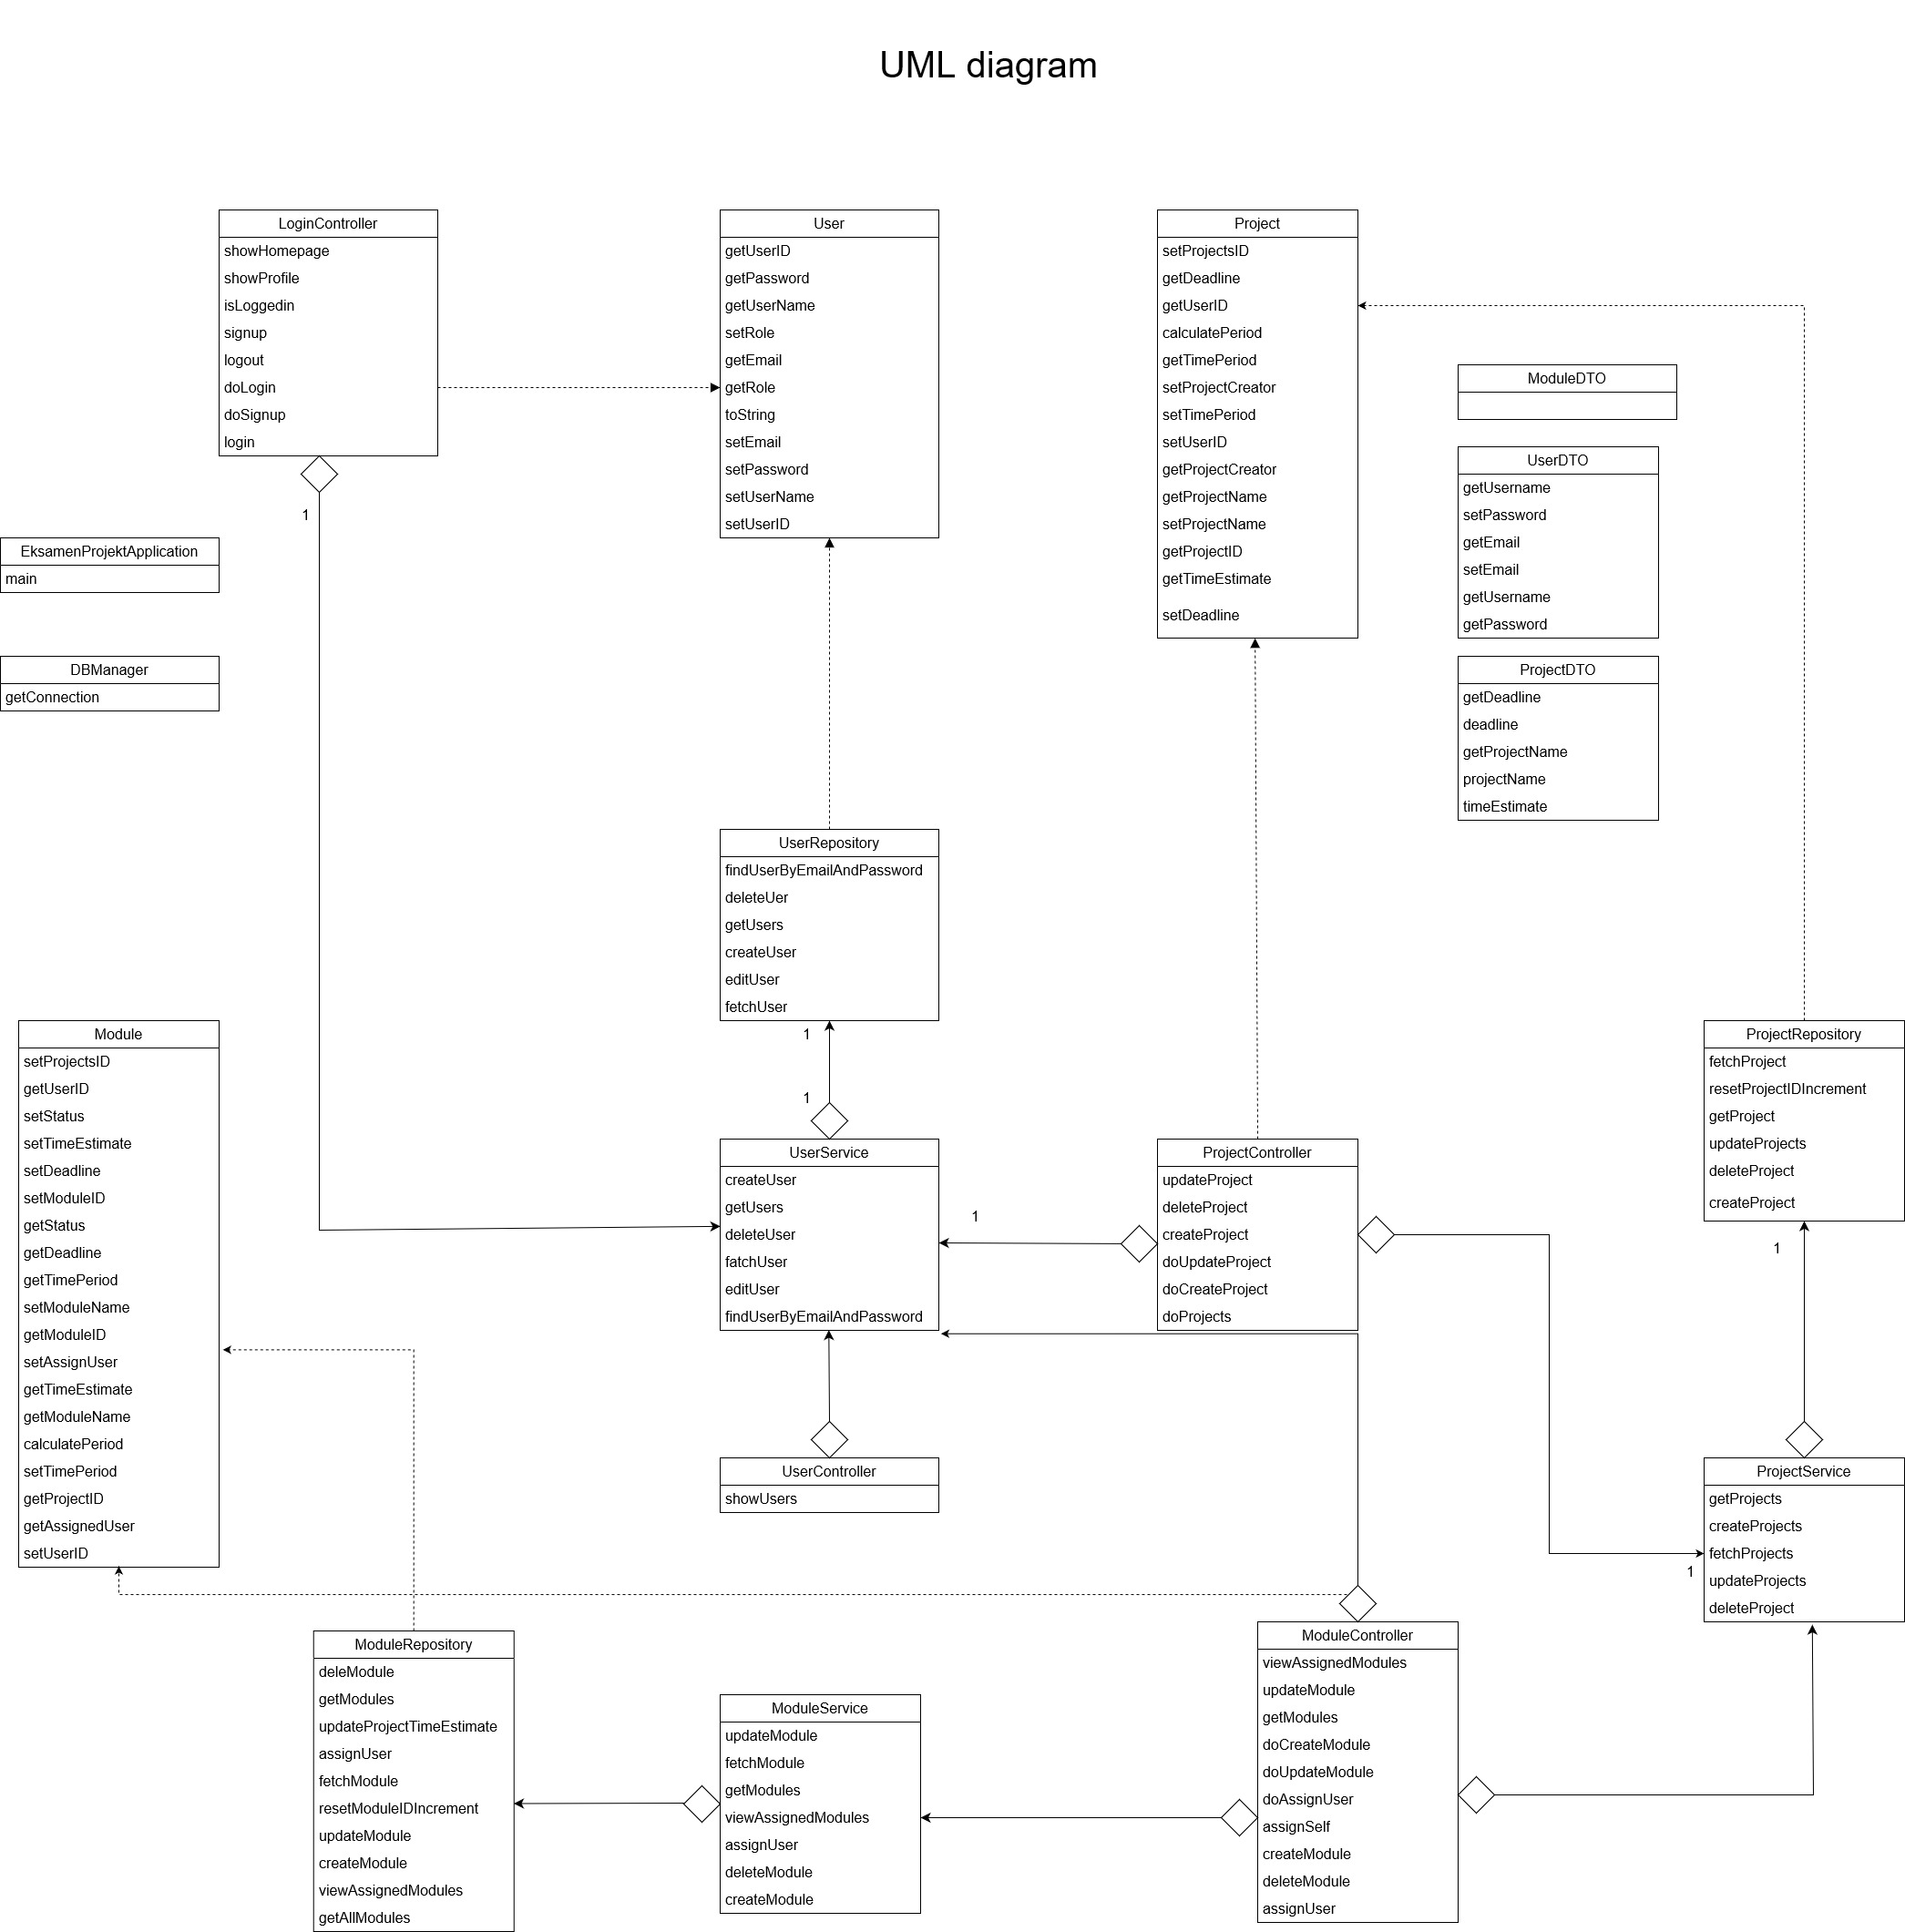 UML diagram
LoginController
showHomepage
showProfile
isLoggedin
signup
logout
doLogin
doSignup
login
1
User
getUserID
getPassword
getUserName
setRole
getEmail
getRole
toString
setEmail
setPassword
setUserName
setUserID
Project
setProjectsID
getDeadline
getUserID
calculatePeriod
getTimePeriod
setProjectCreator
setTimePeriod
setUserID
getProjectCreator
getProjectName
setProjectName
getProjectID
getTimeEstimate
setDeadline
ModuleDTO
UserDTO
getUsername
setPassword
getEmail
setEmail
getUsername
getPassword
ProjectDTO
getDeadline
deadline
getProjectName
projectName
timeEstimate
EksamenProjektApplication
main
DBManager
getConnection
UserRepository
findUserByEmailAndPassword
deleteUer
getUsers
createUser
editUser
fetchUser
1
1
Module
setProjectsID
getUserID
setStatus
setTimeEstimate
setDeadline
setModuleID
getStatus
getDeadline
getTimePeriod
setModuleName
getModuleID
setAssignUser
getTimeEstimate
getModuleName
calculatePeriod
setTimePeriod
getProjectID
getAssignedUser
setUserID
UserService
createUser
getUsers
deleteUser
fatchUser
editUser
findUserByEmailAndPassword
1
ProjectController
updateProject
deleteProject
createProject
doUpdateProject
doCreateProject
doProjects
ProjectRepository
fetchProject
resetProjectIDIncrement
getProject
updateProjects
deleteProject
createProject
1
UserController
showUsers
ProjectService
getProjects
createProjects
fetchProjects
updateProjects
deleteProject
1
ModuleRepository
deleModule
getModules
updateProjectTimeEstimate
assignUser
fetchModule
resetModuleIDIncrement
updateModule
createModule
viewAssignedModules
getAllModules
ModuleService
updateModule
fetchModule
getModules
viewAssignedModules
assignUser
deleteModule
createModule
ModuleController
viewAssignedModules
updateModule
getModules
doCreateModule
doUpdateModule
doAssignUser
assignSelf
createModule
deleteModule
assignUser